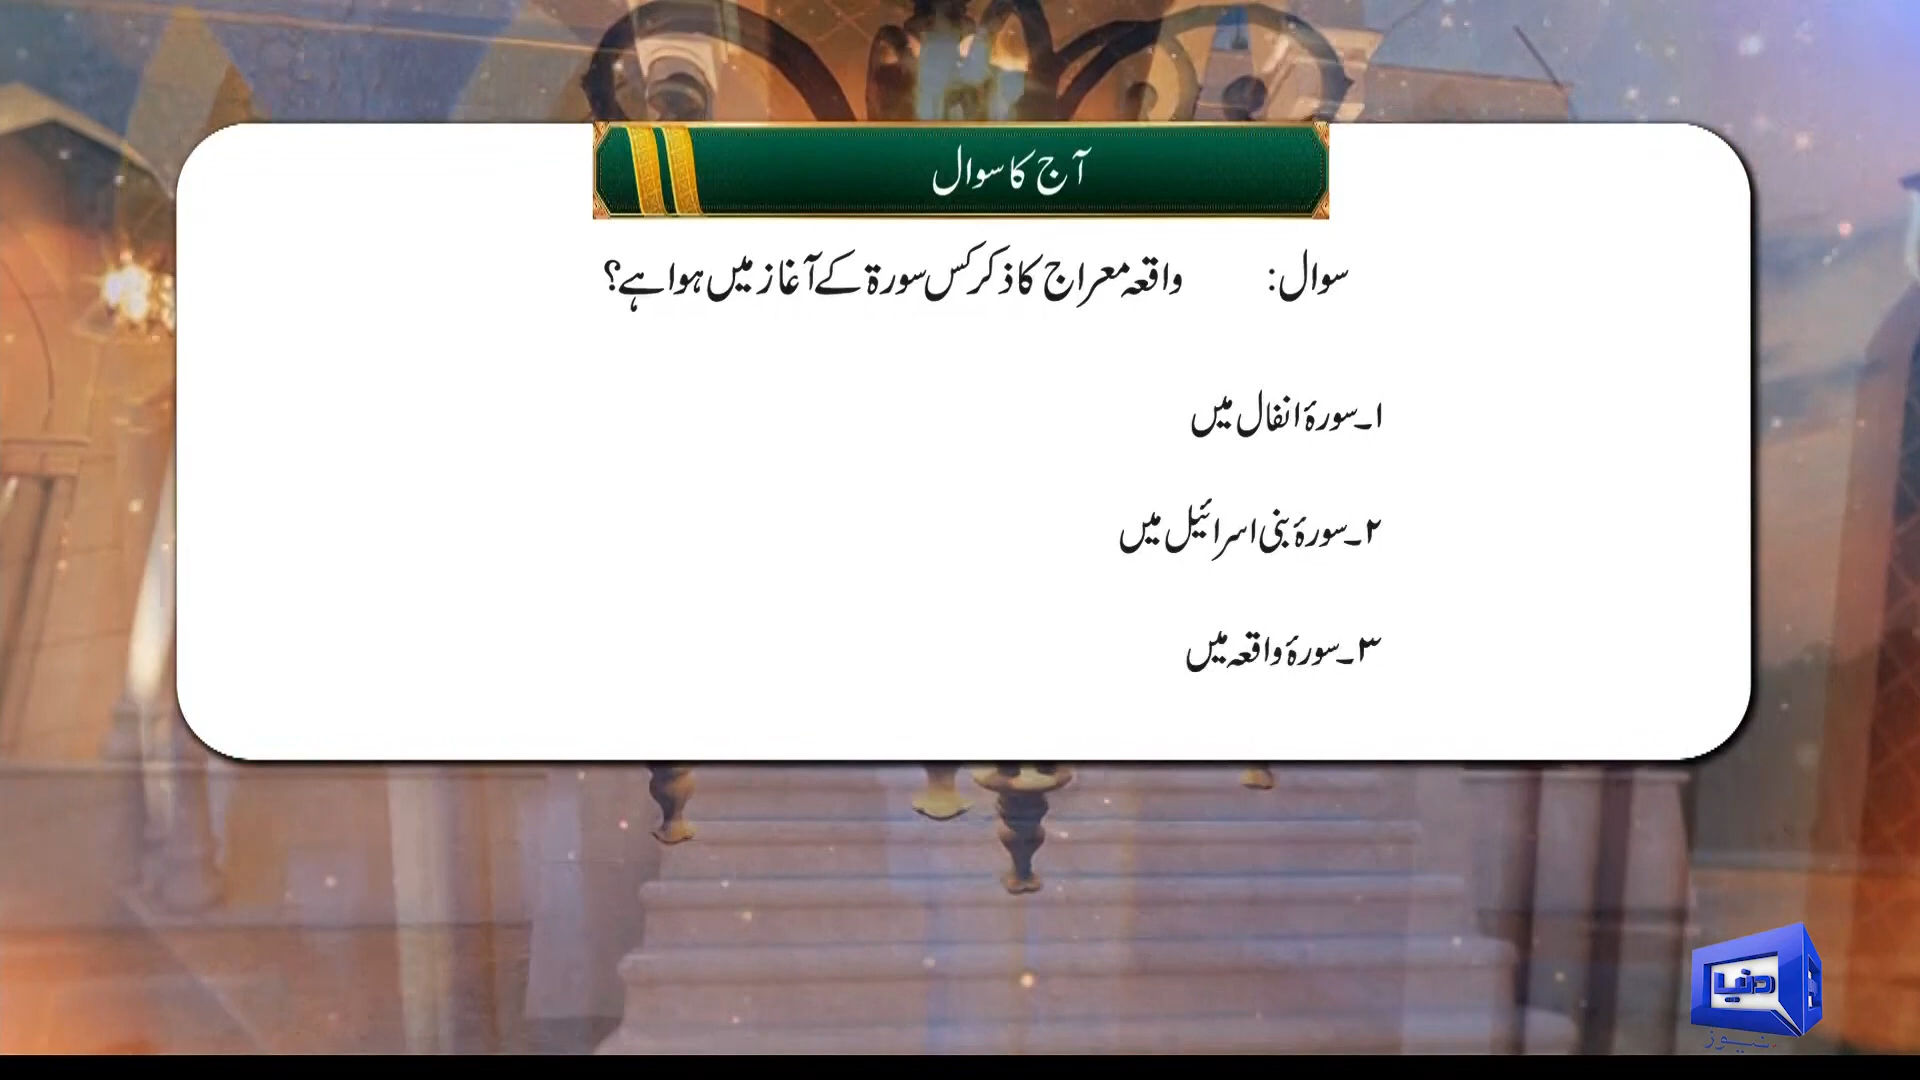 آج کا سوال
سوال: واقعہ معراج کا ذکر کس سورۃ کے آغاز میں ہوا ہے؟
۱۔سورۂ انفال میں
۲۔سورۂ بنی اسرائیل میں
۳۔سورۂ واقعہ میں
دنیا
نیوز